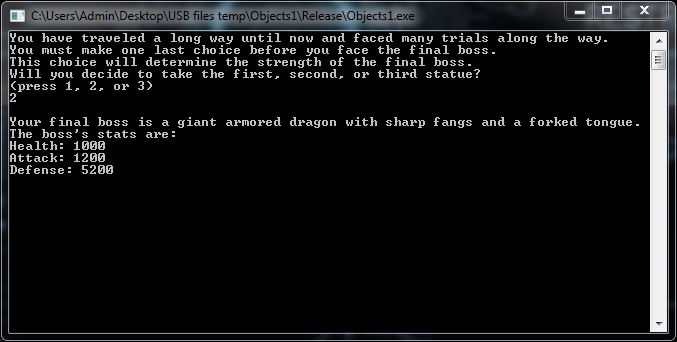 C:\Users\Admin\Desktop\USB files temp\Objects1\Release\Objects1.exe
You have traveled a long way until now and faced many trials along the way.
You must make one last choice before you face the final boss.
This choice will determine the strength of the final boss.
Will you decide to take the first, second, or third statue?
(press 1, 2, or 3)
2
Your final boss is a giant armored dragon with sharp fangs and a forked tongue.
The boss's stats are:
Health: 1000
Attack: 1200
Defense: 5200